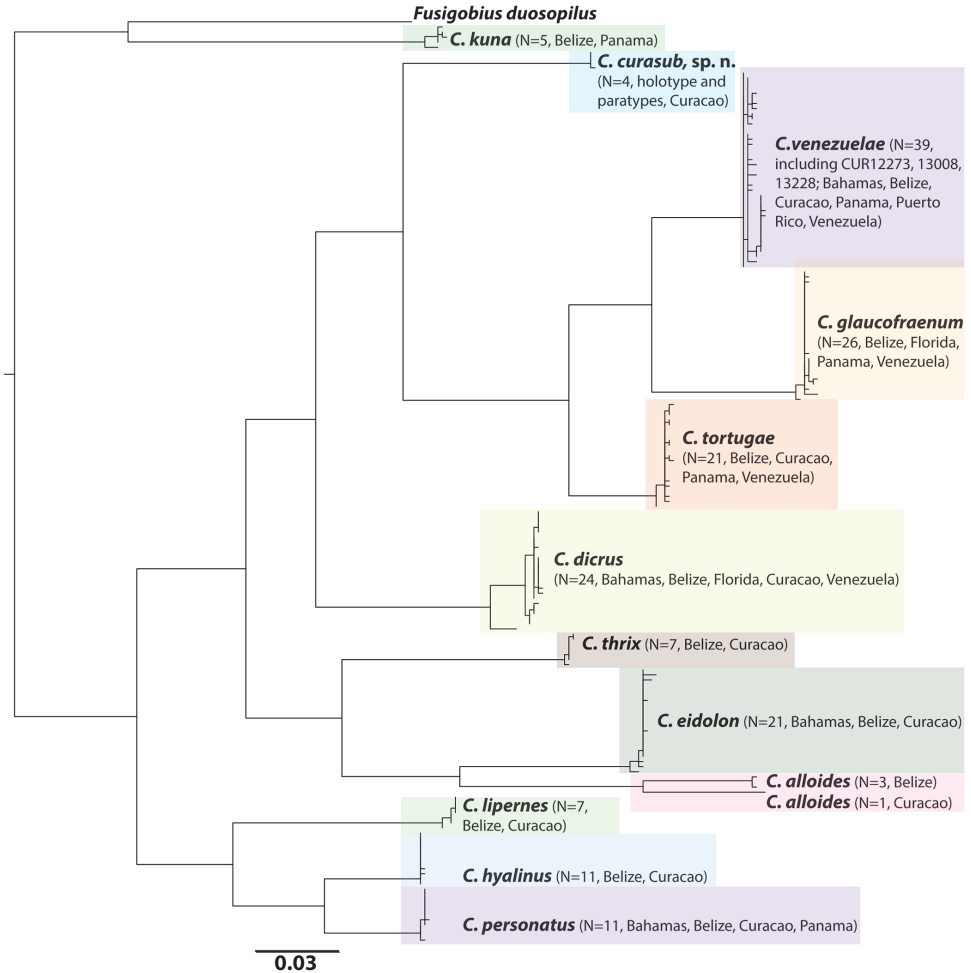 Fusigobius duosopilus
C. kuna (N=5, Belize, Panama)
C. curasub, sp. n.
(N=4, holotype and
paratypes, Curacao)
C.venezuelae (N=39,
including CUR12273, 13008,
13228; Bahamas, Belize,
Curacao, Panama, Puerto
Rico, Venezuela)
C. glaucofraenum
(N=26, Belize, Florida,
Panama, Venezuela)
C. tortugae
(N=21, Belize, Curacao,
Panama, Venezuela)
C. dicrus
(N=24, Bahamas, Belize, Florida, Curacao, Venezuela)
C. thrix (N=7, Belize, Curacao)
C. eidolon (N=21, Bahamas, Belize, Curacao)
C. alloides (N=3, Belize)
C. alloides (N=1, Curacao)
C. lipernes (N=7,
Belize, Curacao)
C. hyalinus (N=11, Belize, Curacao)
C. personatus (N=11, Bahamas, Belize, Curacao, Panama)
0.03